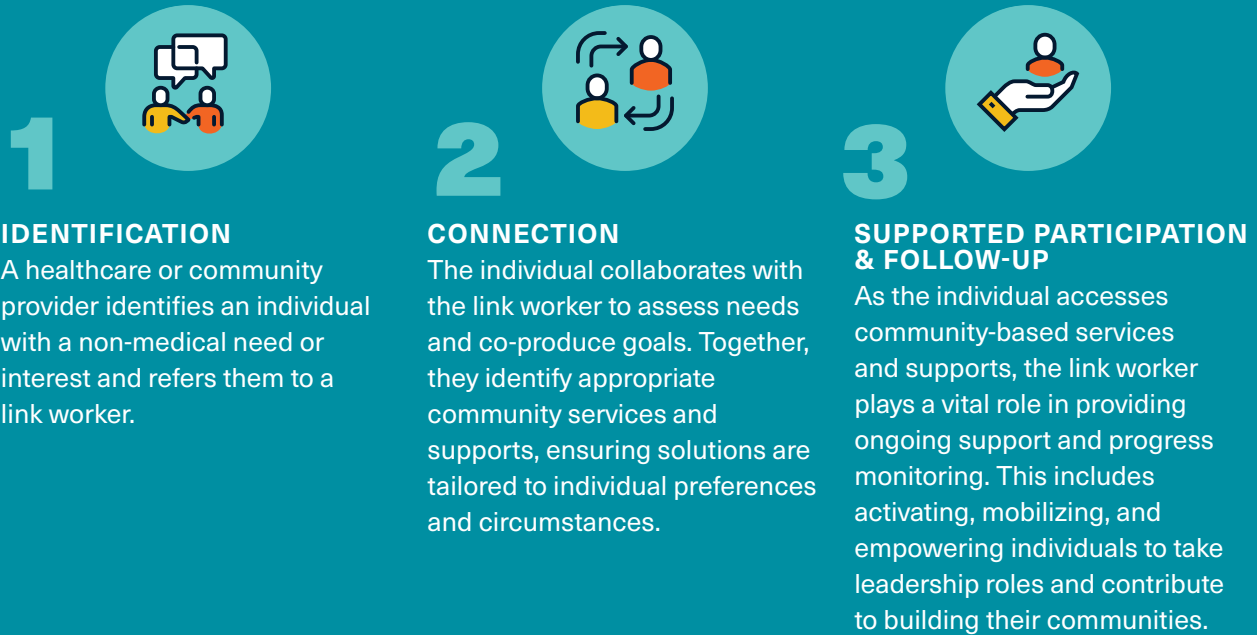 1
IDENTIFICATION
A healthcare or community
provider identifies an individual
with a non-medical need or
interest and refers them to a
link worker.
2
CONNECTION
The individual collaborates with
the link worker to assess needs
and co-produce goals. Together,
they identify appropriate
community services and
supports, ensuring solutions are
tailored to individual preferences
and circumstances.
3
SUPPORTED PARTICIPATION
& FOLLOW-UP
As the individual accesses
community-based services
and supports, the link worker
plays a vital role in providing
ongoing support and progress
monitoring. This includes
activating, mobilizing, and
empowering individuals to take
leadership roles and contribute
to building their communities.